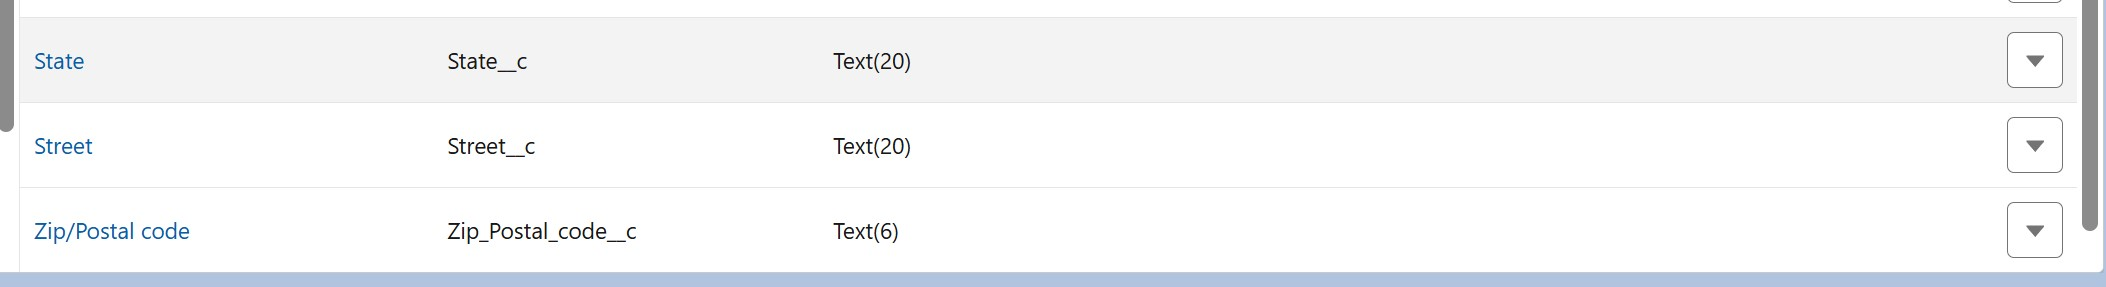 State State__c Text(20)
Street Street__c Text(20)
Zip/Postal code Zip_Postal_code__c Text(6)